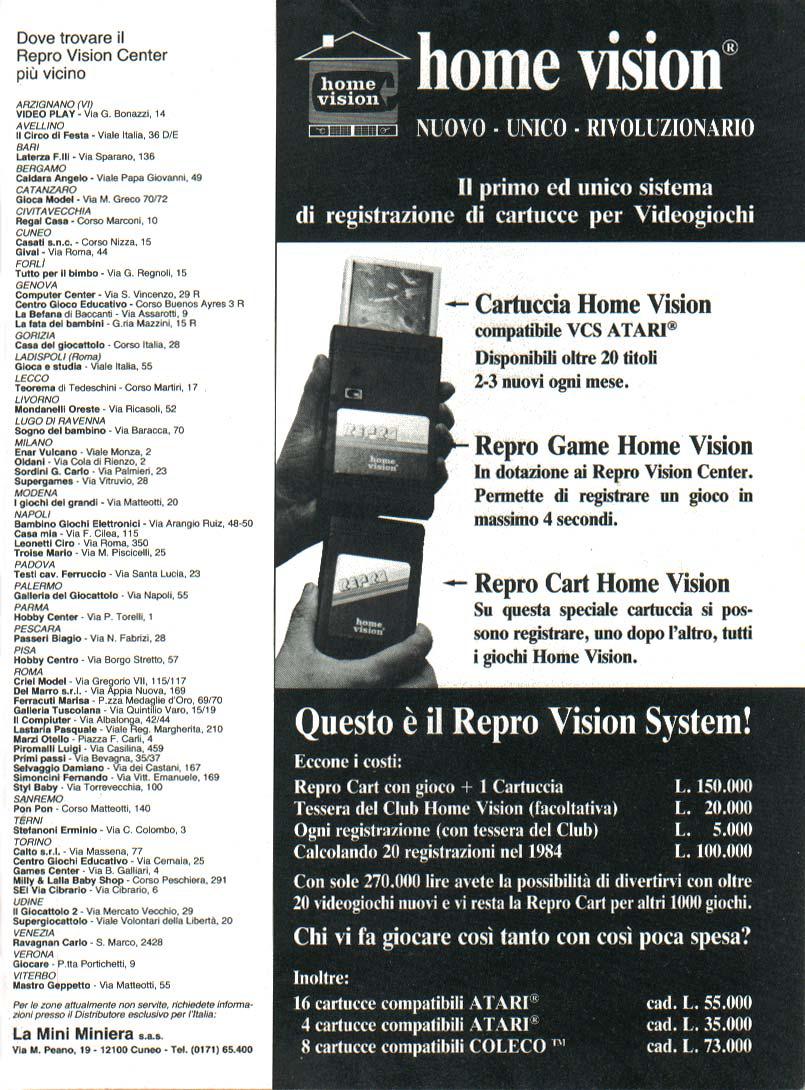 Dove trovare il
Repro Vision Center
più vicino
ARZIGNANO (VI)
VIDEO PLAY - Via G. Bonazzi, 14
AVELLINO
Il Circo di Festa - Viale Italia, 36 D/E
BARI
Laterza F.lli - Via Sparano, 136
BERGAMO
Caldara Angelo - Viale Papa Giovanni, 49
CATANZARO
Gioca Model - Via M. Greco 70/72
CIVITAVECCHIA
Regal Casa - Corso Marconi, 10
CUNEO
Casati s.n.c. - Corso Nizza, 15
Gival - Via Roma, 44
FORLÌ
Tutto per il bimbo - Via G. Regnoli, 15
GENOVA
Computer Center - Via S. Vincenzo, 29 R
Centro Gioco Educativo - Corso Buenos Ayres 3 R
La Befana di Baccanti - Via Assarotti, 9
La fata dei bambini - G.ria Mazzini, 15 R
GORIZIA
Casa del giocattolo - Corso Italia, 28
LADISPOLI (Roma)
Gioca e studia - Viale Italia, 55
LECCO
Teorema di Tedeschini - Corso Martiri, 17
LIVORNO
Mondanelli Oreste - Via Ricasoli, 52
LUGO DI RAVENNA
Sogno del bambino - Via Baracca, 70
MILANO
Enar Vulcano - Viale Monza, 2
Oldani - Via Cola di Rienzo, 2
Sordini G. Carlo - Via Palmieri, 23
Supergames - Via Vitruvio, 28
MODENA
I giochi dei grandi - Via Matteotti, 20
NAPOLI
Bambino Giochi Elettronici - Via Arangio Ruiz, 48-50
Casa mia - Via F. Cilea, 115
Leonetti Ciro - Via Roma, 350
Troise Mario - Via M. Piscicelli, 25
PADOVA
Testi cav. Ferruccio - Via Santa Lucia, 23
PALERMO
Galleria del Giocattolo - Via Napoli, 55
PARMA
Hobby Center - Via P. Torelli, 1
PESCARA
Passeri Biagio - Via N. Fabrizi, 28
PISA
Hobby Centro - Via Borgo Stretto, 57
ROMA
Criel Model - Via Gregorio VII, 115/117
Del Marro s.r.l. - Via Appia Nuova, 169
Ferracuti Marisa - P.zza Medaglie d'Oro, 69/70
Galleria Tuscolana - Via Quintilio Varo, 15/19
Il Compiuter - Via Albalonga, 42/44
Lastaria Pasquale - Viale Reg. Margherita, 210
Marzi Otello - Piazza F. Carli, 4
Piromalli Luigi - Via Casilina, 459
Primi passi - Via Bevagna, 35/37
Selvaggio Damiano - Via dei Castani, 167
Simoncini Fernando - Via Vitt. Emanuele, 169
Styl Baby - Via Torrevecchia, 100
SANREMO
Pon Pon - Corso Matteotti, 140
TERNI
Stefanoni Erminio - Via C. Colombo, 3
TORINO
Calto s.r.l. - Via Massena, 77
Centro Giochi Educativo - Via Cernaia, 25
Games Center - Via B. Galliari, 4
Milly & Lalla Baby Shop - Corso Peschiera, 291
SEI Via Cibrario - Via Cibrario, 6
UDINE
Il Giocattolo 2 - Via Mercato Vecchio, 29
Supergiocattolo - Viale Volontari della Libertà, 20
VENEZIA
Ravagnan Carlo - S. Marco, 2428
VERONA
Giocare - P.tta Portichetti, 9
VITERBO
Mastro Geppetto - Via Matteotti, 55
Per le zone attualmente non servite, richiedete informa-
zioni presso il Distributore esclusivo per l'Italia:
La Mini Miniera s.a.s.
Via M. Peano, 19 - 12100 Cuneo - Tel. (0171) 65.400
home
vision
home vision®
NUOVO - UNICO - RIVOLUZIONARIO
Il primo ed unico sistema
di registrazione di cartucce per Videogiochi
Cartuccia Home Vision
compatibile VCS ATARI®
Disponibili oltre 20 titoli
2-3 nuovi ogni mese.
REPRO
home
vision
Repro Game Home Vision
In dotazione ai Repro Vision Center.
Permette di registrare un gioco in
massimo 4 secondi.
REPRO
home
vision
Repro Cart Home Vision
Su questa speciale cartuccia si pos-
sono registrare, uno dopo l'altro, tutti
i giochi Home Vision.
Questo è il Repro Vision System!
Eccone i costi:
Repro Cart con gioco + 1 Cartuccia L. 150.000
Tessera del Club Home Vision (facoltativa) L. 20.000
Ogni registrazione (con tessera del Club) L. 5.000
Calcolando 20 registrazioni nel 1984 L. 100.000
Con sole 270.000 lire avete la possibilità di divertirvi con oltre
20 videogiochi nuovi e vi resta la Repro Cart per altri 1000 giochi.
Chi vi fa giocare così tanto con così poca spesa?
Inoltre:
16 cartucce compatibili ATARI® cad. L. 55.000
4 cartucce compatibili ATARI® cad. L. 35.000
8 cartucce compatibili COLECO™ cad. L. 73.000